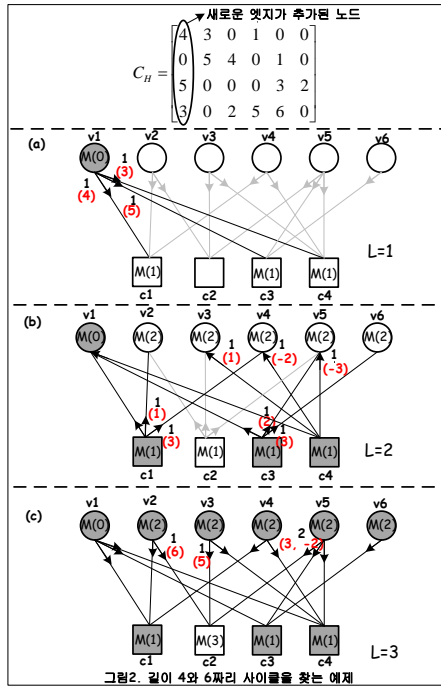 새로운 엣지가 추가된 노드
C_H =
4 3 0 1 0 0
0 5 4 0 1 0
5 0 0 0 3 2
3 0 2 5 6 0
(a)
v1 v2 v3 v4 v5 v6
M(0)
1 (3)
1 (4)
1 (5)
M(1) M(1) M(1)
c1 c2 c3 c4
L=1
(b)
v1 v2 v3 v4 v5 v6
M(0) M(2) M(2) M(2) M(2) M(2)
1 (1)
1 (-2)
1 (-3)
1 (1)
1 (3)
1 (2)
1 (3)
M(1) M(1) M(1) M(1)
c1 c2 c3 c4
L=2
(c)
v1 v2 v3 v4 v5 v6
M(0) M(2) M(2) M(2) M(2) M(2)
1 (6)
1 (5)
2 (3, -2)
M(1) M(3) M(1) M(1)
c1 c2 c3 c4
L=3
그림2. 길이 4와 6짜리 사이클을 찾는 예제